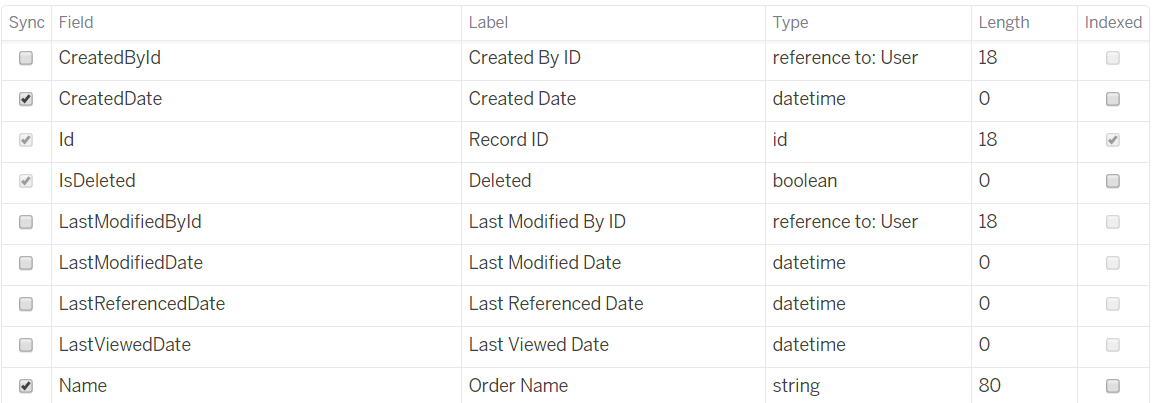 Sync Field Label Type Length Indexed
CreatedById Created By ID reference to: User 18
CreatedDate Created Date datetime 0
Id Record ID id 18
IsDeleted Deleted boolean 0
LastModifiedById Last Modified By ID reference to: User 18
LastModifiedDate Last Modified Date datetime 0
LastReferencedDate Last Referenced Date datetime 0
LastViewedDate Last Viewed Date datetime 0
Name Order Name string 80